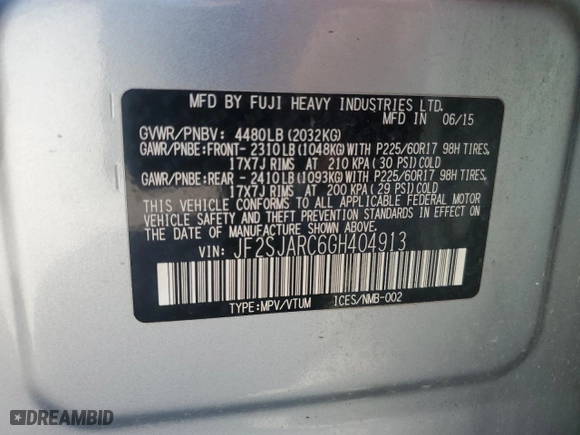 MFD BY FUJI HEAVY INDUSTRIES LTD.
MFD IN 06/15
GVWR/PNBV: 4480LB (2032KG)
GAWR/PNBE:FRONT- 2310LB (1048KG) WITH P225/60R17 98H TIRES,
17X7J RIMS AT 210 KPA ( 30 PSI) COLD
GAWR/PNBE:REAR - 2410LB (1093KG) WITH P225/60R17 98H TIRES,
17X7J RIMS AT 200 KPA ( 29 PSI) COLD
THIS VEHICLE CONFORMS TO ALL APPLICABLE FEDERAL MOTOR
VEHICLE SAFETY AND THEFT PREVENTION STANDARDS IN EFFECT ON
THE DATE OF MANUFACTURE SHOWN ABOVE.
VIN: JF2SJARC6GH404913
TYPE:MPV/VTUM ICES/NMB-002
DREAMBID